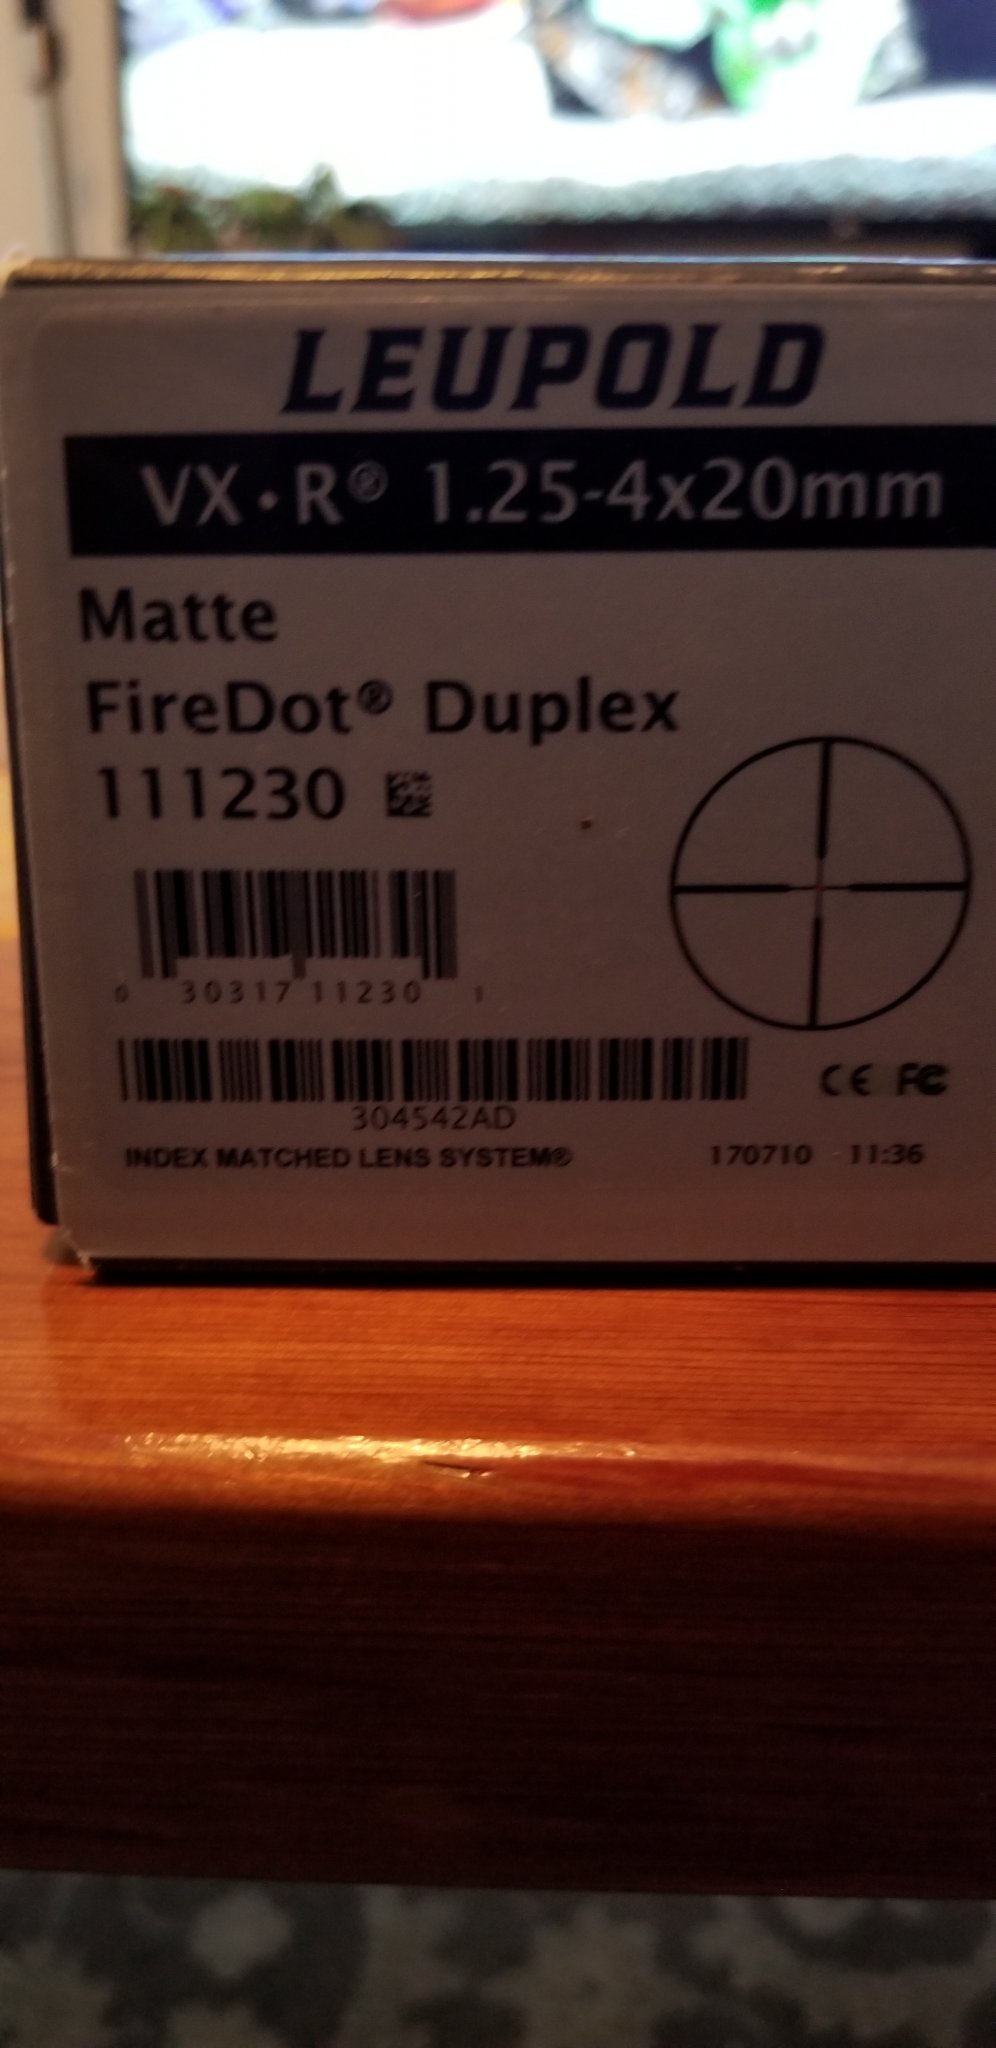 LEUPOLD
VX·R® 1.25-4x20mm
Matte
FireDot® Duplex
111230
0 30317 11230 1
304542AD
CE FC
INDEX MATCHED LENS SYSTEM® 170710 11:36